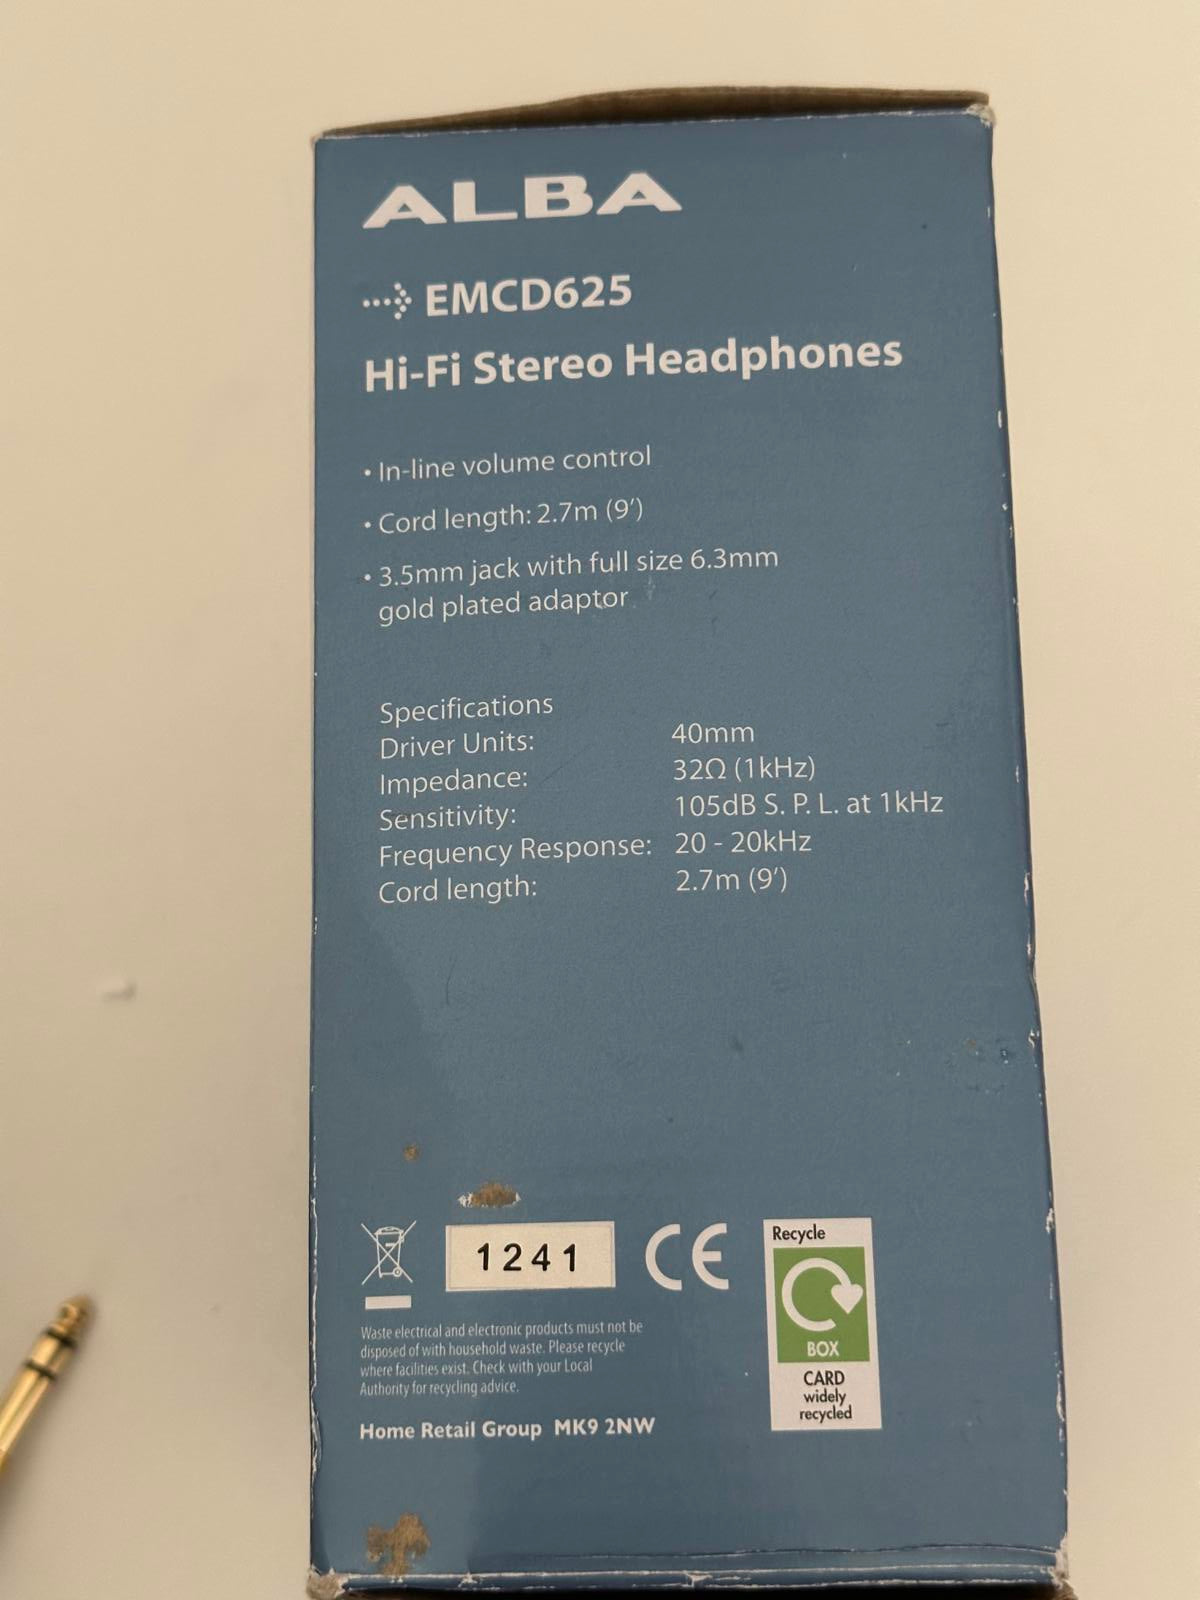 ALBA
EMCD625
Hi-Fi Stereo Headphones
• In-line volume control
• Cord length: 2.7m (9')
• 3.5mm jack with full size 6.3mm
gold plated adaptor
Specifications
Driver Units: 40mm
Impedance: 32Ω (1kHz)
Sensitivity: 105dB S. P. L. at 1kHz
Frequency Response: 20 - 20kHz
Cord length: 2.7m (9')
1241
CE
Recycle
BOX
CARD
widely
recycled
Waste electrical and electronic products must not be
disposed of with household waste. Please recycle
where facilities exist. Check with your Local
Authority for recycling advice.
Home Retail Group MK9 2NW